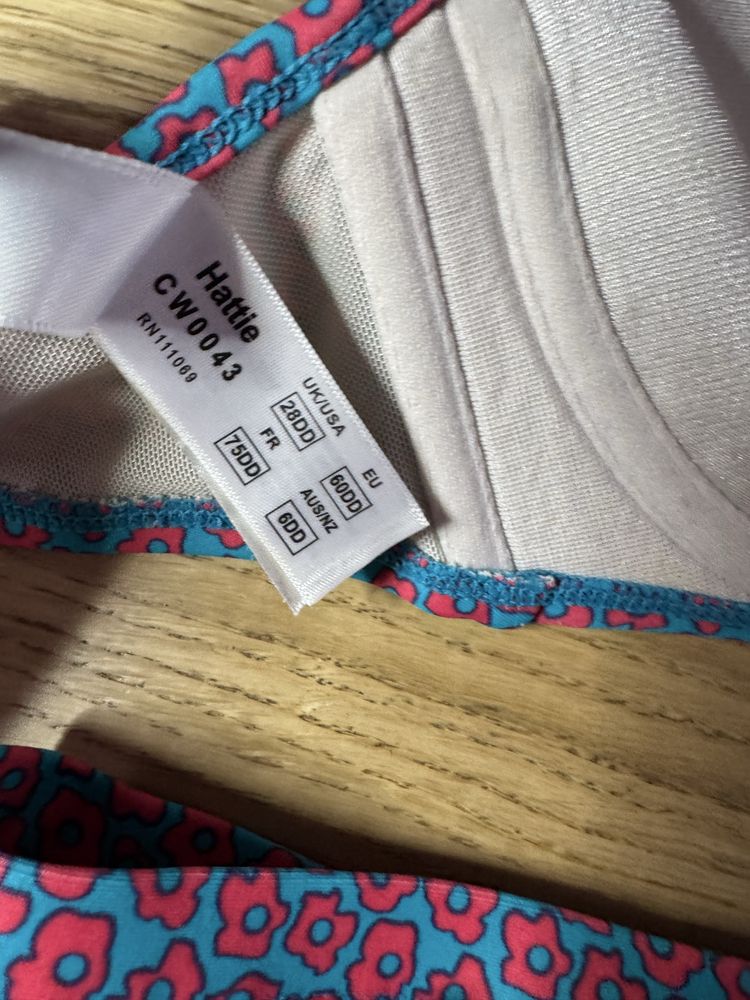 Hattie
CW0043
RN111069
UK/USA
28DD
EU
60DD
FR
75DD
AUS/NZ
6DD